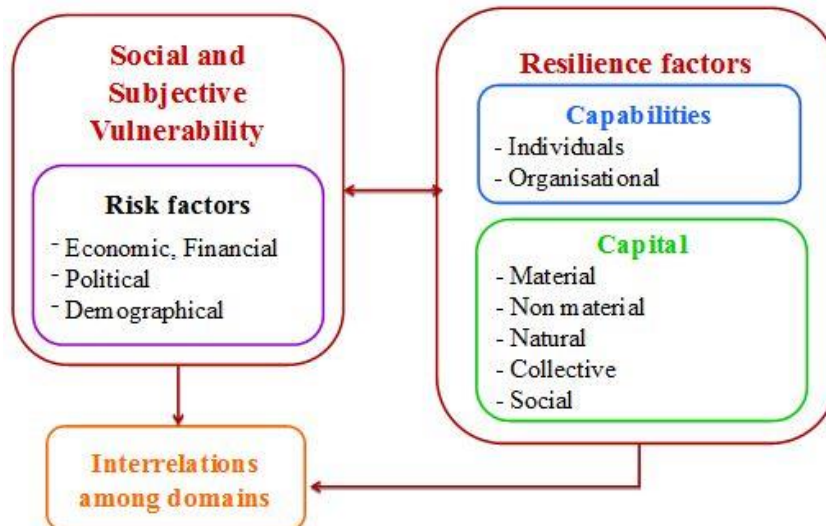 Social and
Subjective
Vulnerability
Risk factors
- Economic, Financial
- Political
- Demographical
Resilience factors
Capabilities
- Individuals
- Organisational
Capital
- Material
- Non material
- Natural
- Collective
- Social
Interrelations
among domains